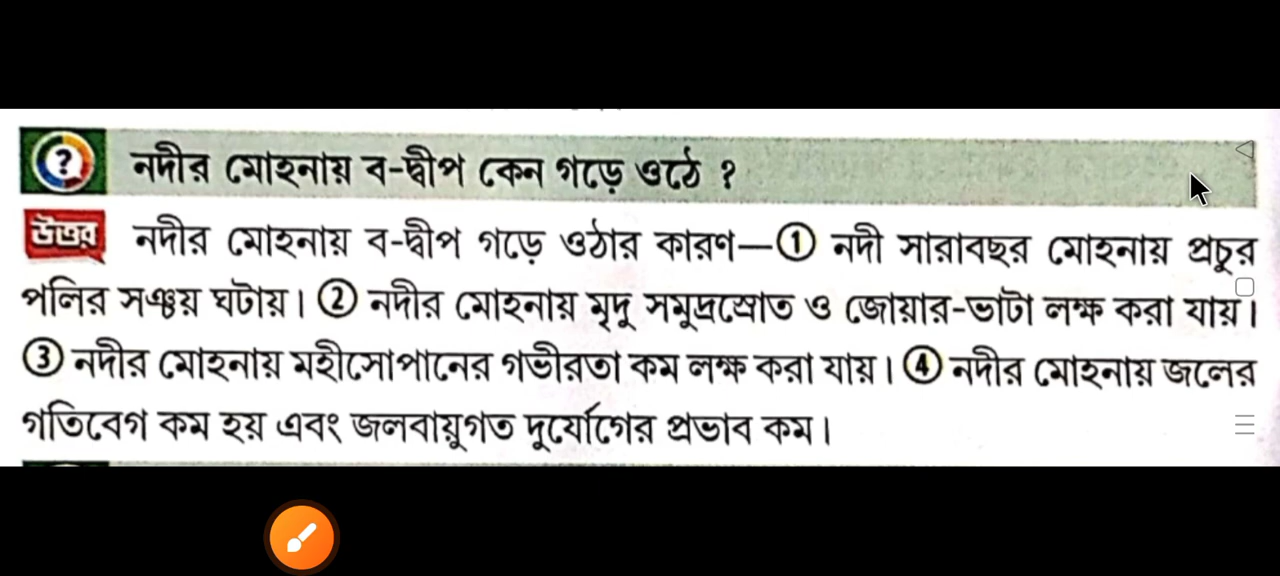 নদীর মোহনায় ব-দ্বীপ কেন গড়ে ওঠে ?
উত্তর নদীর মোহনায় ব-দ্বীপ গড়ে ওঠার কারণ—① নদী সারাবছর মোহনায় প্রচুর
পলির সঞ্চয় ঘটায়। ② নদীর মোহনায় মৃদু সমুদ্রস্রোত ও জোয়ার-ভাটা লক্ষ করা যায়।
③ নদীর মোহনায় মহীসোপানের গভীরতা কম লক্ষ করা যায়। ④ নদীর মোহনায় জলের
গতিবেগ কম হয় এবং জলবায়ুগত দুর্যোগের প্রভাব কম।